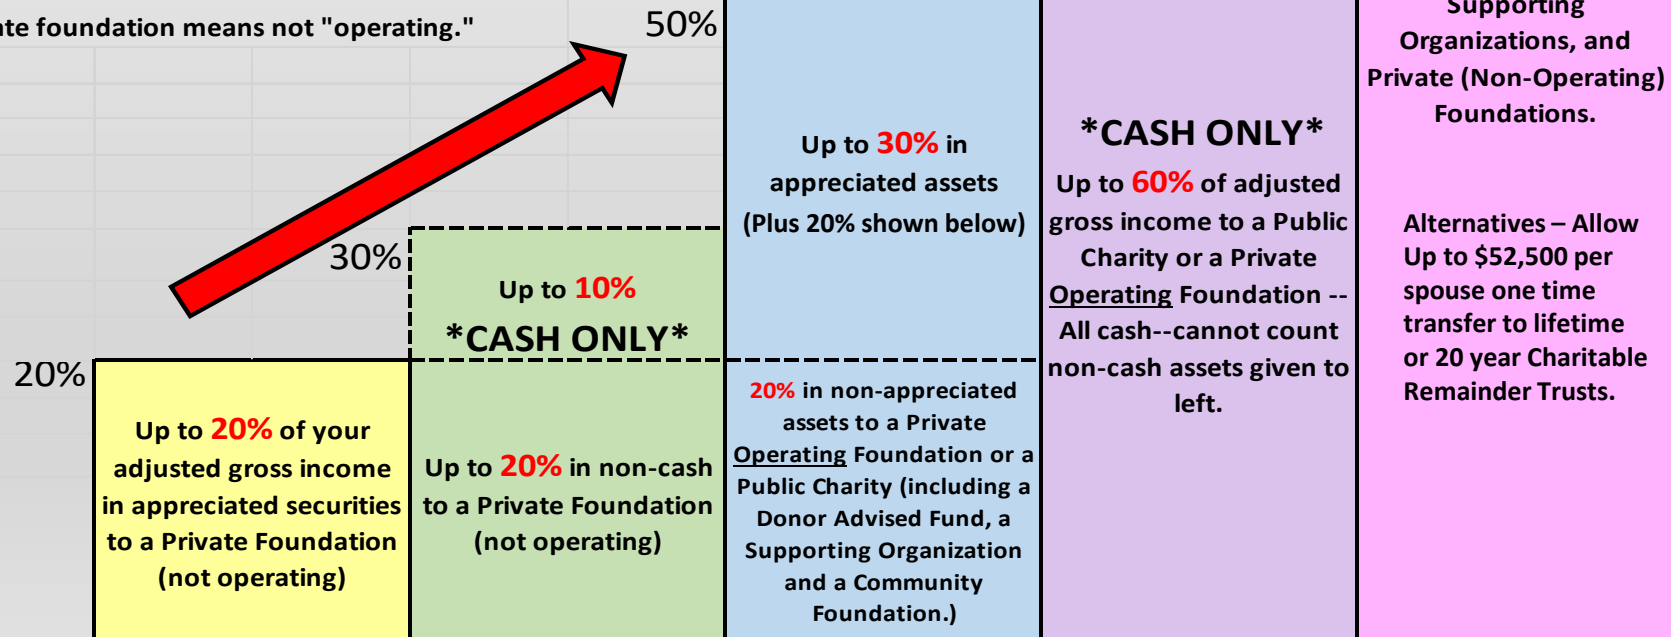 ate foundation means not "operating."
50%
30%
20%
Up to 20% of your
adjusted gross income
in appreciated securities
to a Private Foundation
(not operating)
Up to 10%
*CASH ONLY*
Up to 20% in non-cash
to a Private Foundation
(not operating)
Up to 30% in
appreciated assets
(Plus 20% shown below)
20% in non-appreciated
assets to a Private
Operating Foundation or a
Public Charity (including a
Donor Advised Fund, a
Supporting Organization
and a Community
Foundation.)
*CASH ONLY*
Up to 60% of adjusted
gross income to a Public
Charity or a Private
Operating Foundation --
All cash--cannot count
non-cash assets given to
left.
Supporting
Organizations, and
Private (Non-Operating)
Foundations.
Alternatives – Allow
Up to $52,500 per
spouse one time
transfer to lifetime
or 20 year Charitable
Remainder Trusts.